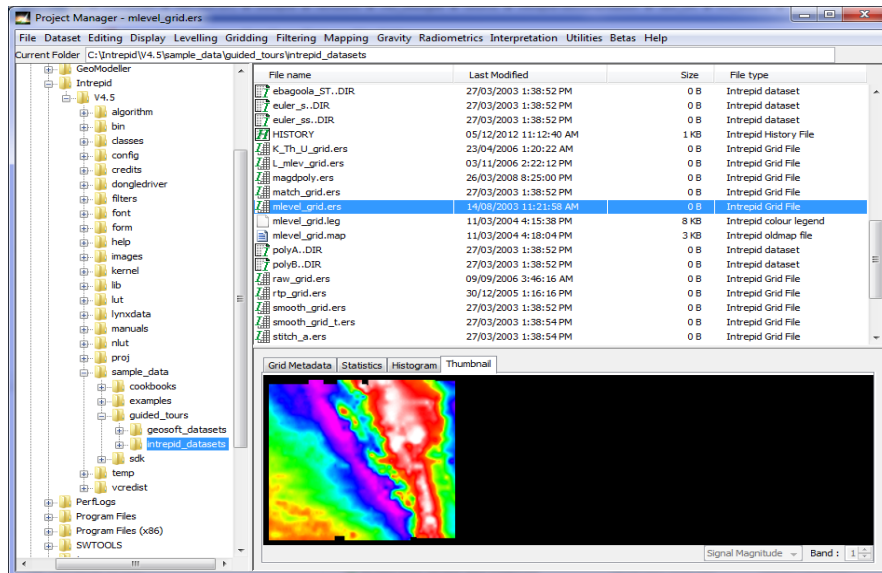 Project Manager - mlevel_grid.ers
File Dataset Editing Display Levelling Gridding Filtering Mapping Gravity Radiometrics Interpretation Utilities Betas Help
Current Folder C:\Intrepid\V4.5\sample_data\guided_tours\intrepid_datasets
GeoModeller
Intrepid
V4.5
algorithm
bin
classes
config
credits
dongledriver
filters
font
form
help
images
kernel
lib
lut
lynxdata
manuals
nlut
proj
sample_data
cookbooks
examples
guided_tours
geosoft_datasets
intrepid_datasets
sdk
temp
vcredist
PerfLogs
Program Files
Program Files (x86)
SWTOOLS
File name Last Modified Size File type
ebagoola_ST..DIR 27/03/2003 1:38:52 PM 0 B Intrepid dataset
euler_s..DIR 27/03/2003 1:38:52 PM 0 B Intrepid dataset
euler_ss..DIR 27/03/2003 1:38:52 PM 0 B Intrepid dataset
HISTORY 05/12/2012 11:12:40 AM 1 KB Intrepid History File
K_Th_U_grid.ers 23/04/2006 1:20:22 AM 0 B Intrepid Grid File
L_mlev_grid.ers 03/11/2006 2:22:12 PM 0 B Intrepid Grid File
magdpoly.ers 26/03/2008 8:25:00 PM 0 B Intrepid Grid File
match_grid.ers 27/03/2003 1:38:52 PM 0 B Intrepid Grid File
mlevel_grid.ers 14/08/2003 11:21:58 AM 0 B Intrepid Grid File
mlevel_grid.leg 11/03/2004 4:15:38 PM 8 KB Intrepid colour legend
mlevel_grid.map 11/03/2004 4:18:04 PM 3 KB Intrepid oldmap file
polyA..DIR 27/03/2003 1:38:52 PM 0 B Intrepid dataset
polyB..DIR 27/03/2003 1:38:52 PM 0 B Intrepid dataset
raw_grid.ers 09/09/2006 3:46:16 AM 0 B Intrepid Grid File
rtp_grid.ers 30/12/2005 1:16:16 PM 0 B Intrepid Grid File
smooth_grid.ers 27/03/2003 1:38:52 PM 0 B Intrepid Grid File
smooth_grid_t.ers 27/03/2003 1:38:54 PM 0 B Intrepid Grid File
stitch_a.ers 27/03/2003 1:38:54 PM 0 B Intrepid Grid File
Grid Metadata Statistics Histogram Thumbnail
Signal Magnitude Band : 1